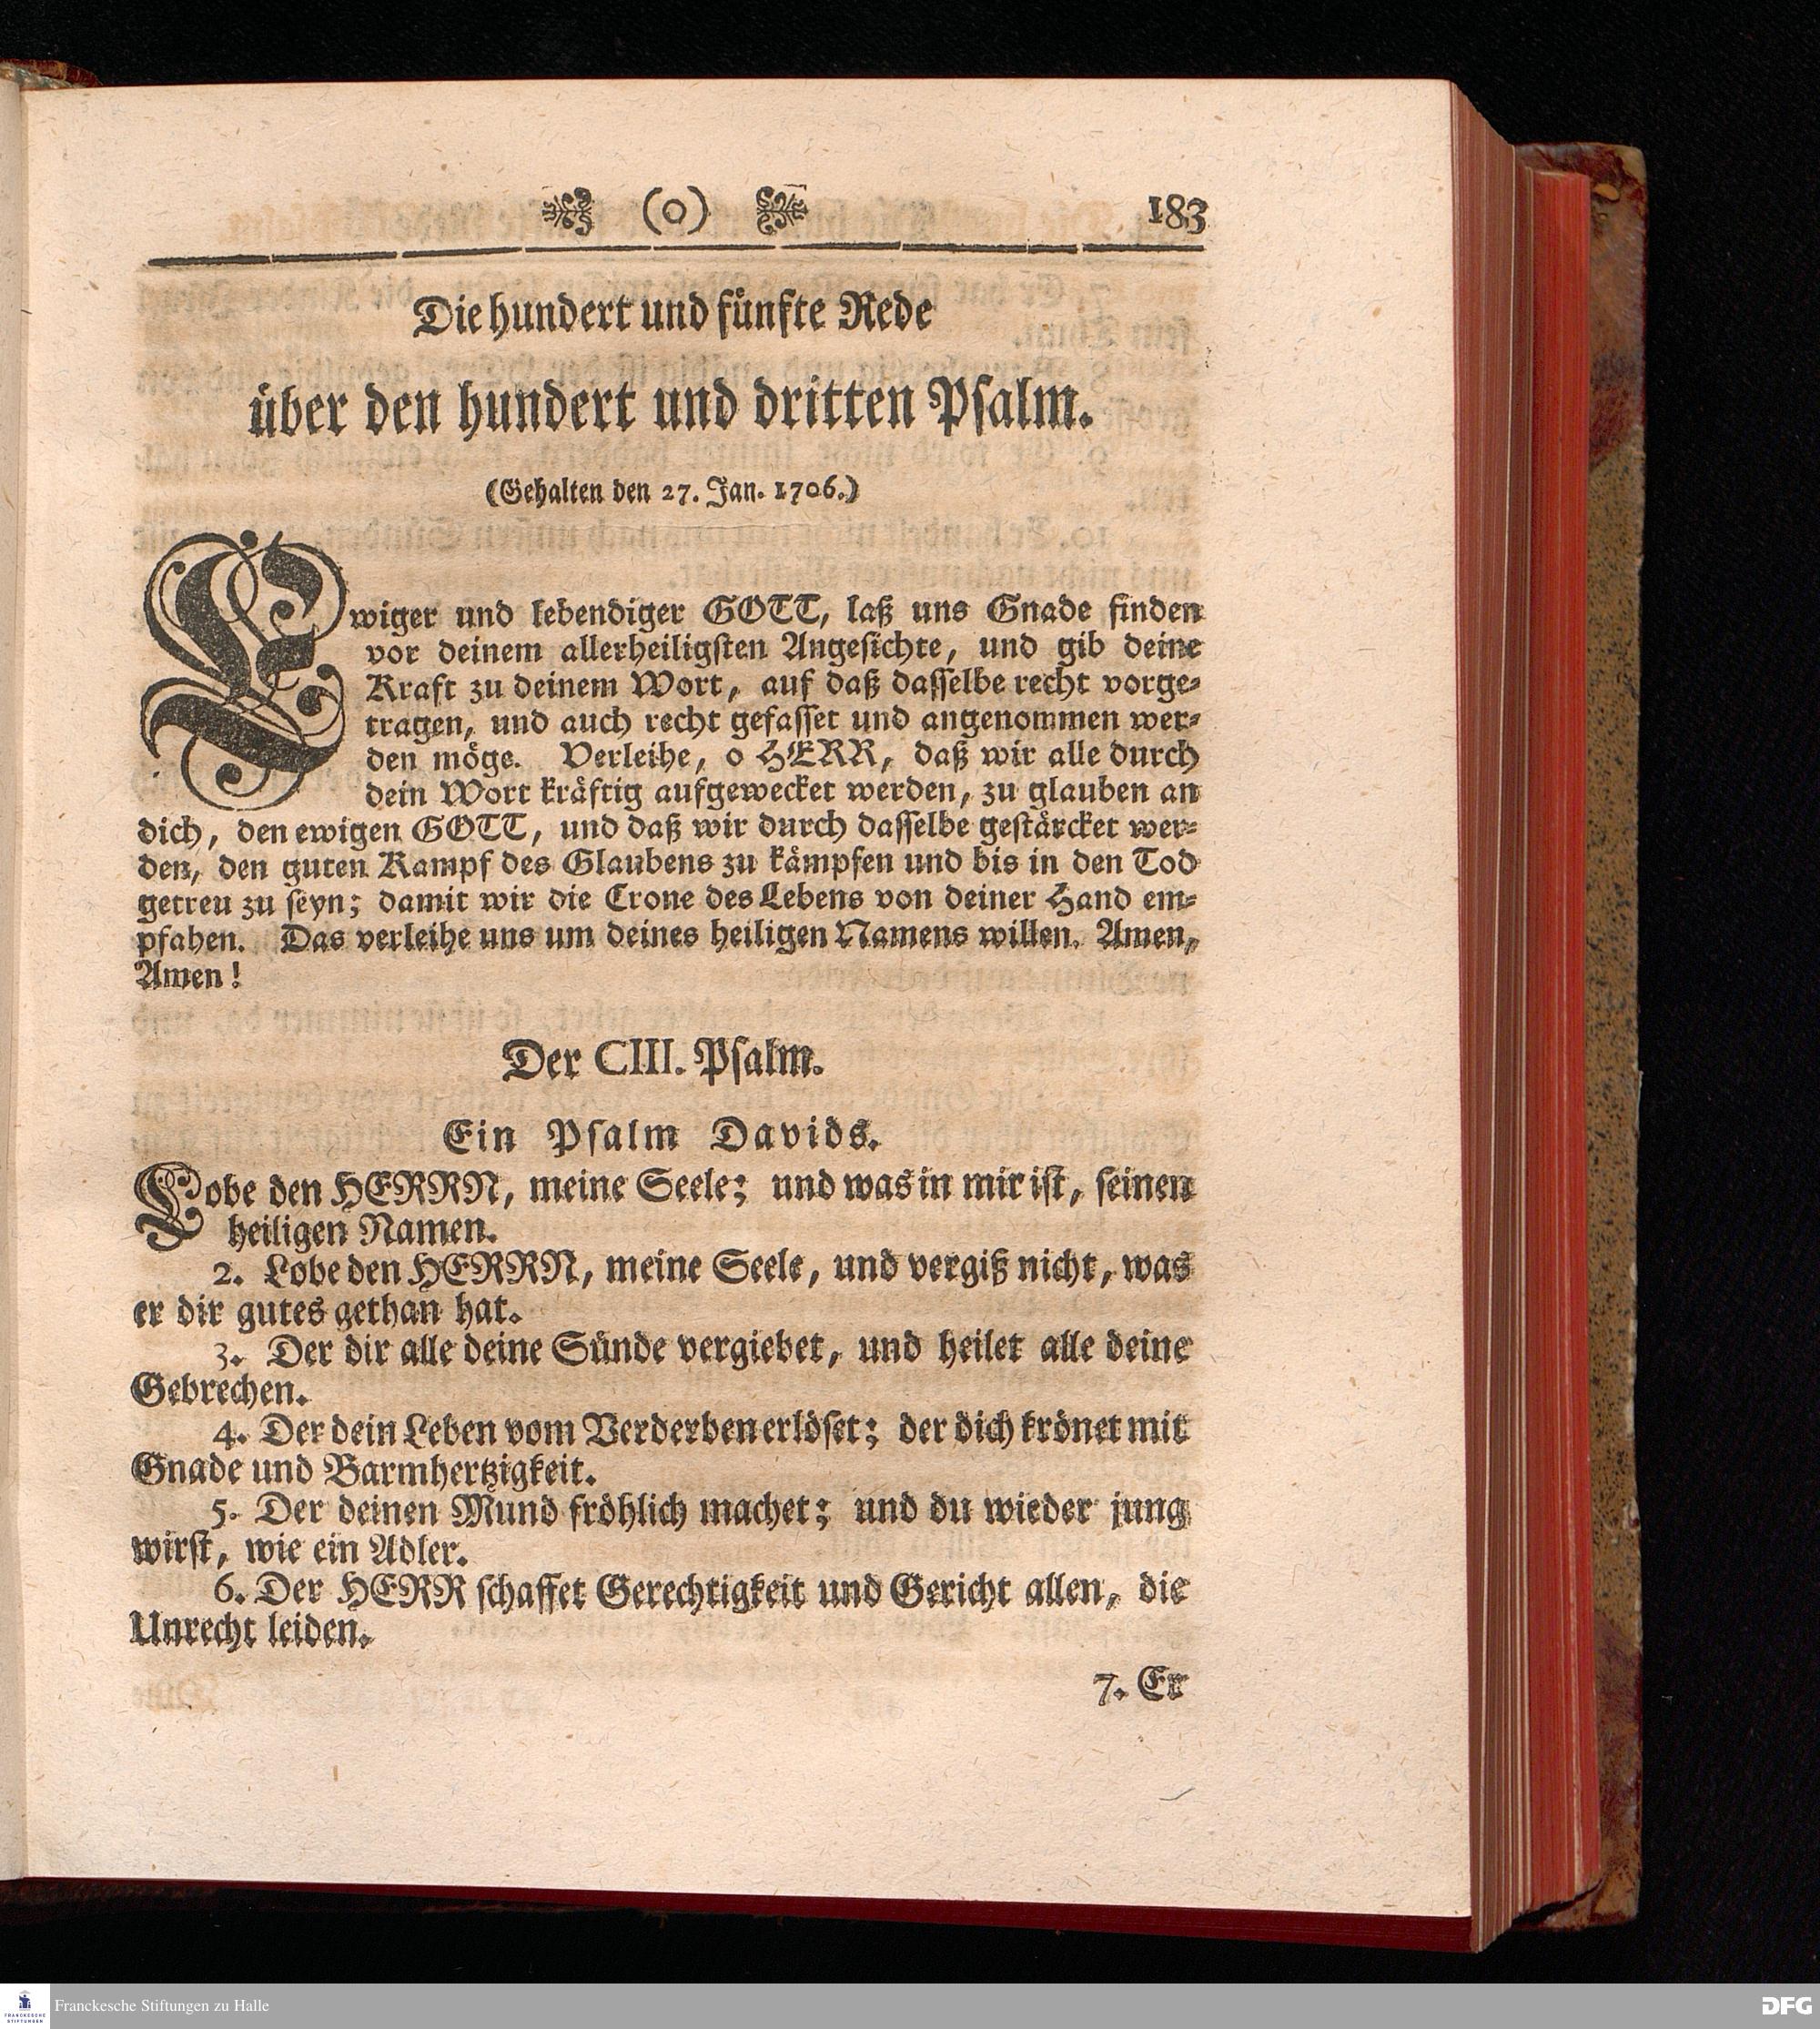 (o) 183
Die hundert und fünfte Rede
über den hundert und dritten Psalm.
(Gehalten den 27. Jan. 1706.)
Ewiger und lebendiger GOTT, laß uns Gnade finden
vor deinem allerheiligsten Angesichte, und gib deine
Kraft zu deinem Wort, auf daß dasselbe recht vorge-
tragen, und auch recht gefasset und angenommen wer-
den möge. Verleihe, o HERR, daß wir alle durch
dein Wort kräftig aufgewecket werden, zu glauben an
dich, den ewigen GOTT, und daß wir durch dasselbe gestärcket wer-
den, den guten Kampf des Glaubens zu kämpfen und bis in den Tod
getreu zu seyn; damit wir die Crone des Lebens von deiner Hand em-
pfahen. Das verleihe uns um deines heiligen Namens willen. Amen,
Amen!
Der CIII. Psalm.
Ein Psalm Davids.
Lobe den HERRN, meine Seele; und was in mir ist, seinen
heiligen Namen.
2. Lobe den HERRN, meine Seele, und vergiß nicht, was
er dir gutes gethan hat.
3. Der dir alle deine Sünde vergiebet, und heilet alle deine
Gebrechen.
4. Der dein Leben vom Verderben erlöset; der dich krönet mit
Gnade und Barmhertzigkeit.
5. Der deinen Mund fröhlich machet; und du wieder jung
wirst, wie ein Adler.
6. Der HERR schaffet Gerechtigkeit und Gericht allen, die
Unrecht leiden.
7. Er
FRANCKESCHE
STIFTUNGEN
Franckesche Stiftungen zu Halle
DFG